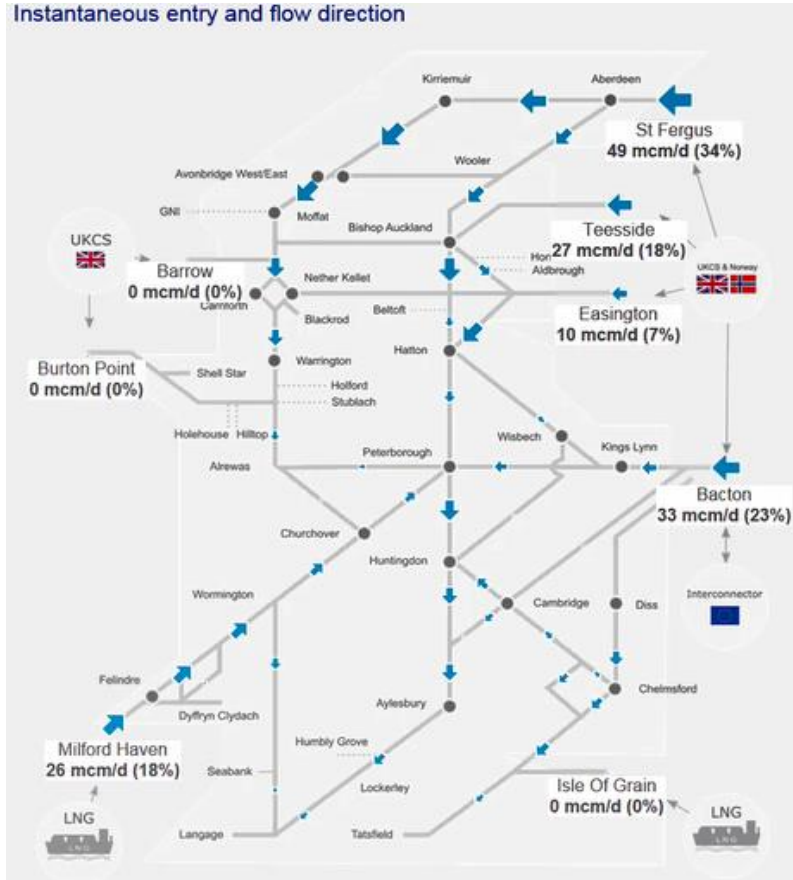 Instantaneous entry and flow direction
Kirriemuir
Aberdeen
St Fergus
49 mcm/d (34%)
Wooler
Avonbridge West/East
GNI
Moffat
Bishop Auckland
Teesside
27 mcm/d (18%)
UKCS
UKCS & Norway
Barrow
0 mcm/d (0%)
Nether Kellet
Aldbrough
Carnforth
Blackrod
Beltoft
Easington
10 mcm/d (7%)
Hatton
Burton Point
0 mcm/d (0%)
Shell Star
Warrington
Holford
Stublach
Holehouse
Hilltop
Wisbech
Kings Lynn
Alrewas
Peterborough
Bacton
33 mcm/d (23%)
Churchover
Huntingdon
Wormington
Cambridge
Diss
Interconnector
Felindre
Dyffryn Clydach
Aylesbury
Chelmsford
Milford Haven
26 mcm/d (18%)
Humbly Grove
Seabank
Lockerley
Isle Of Grain
0 mcm/d (0%)
LNG
LNG
LNG
LNG
Langage
Tatsfield